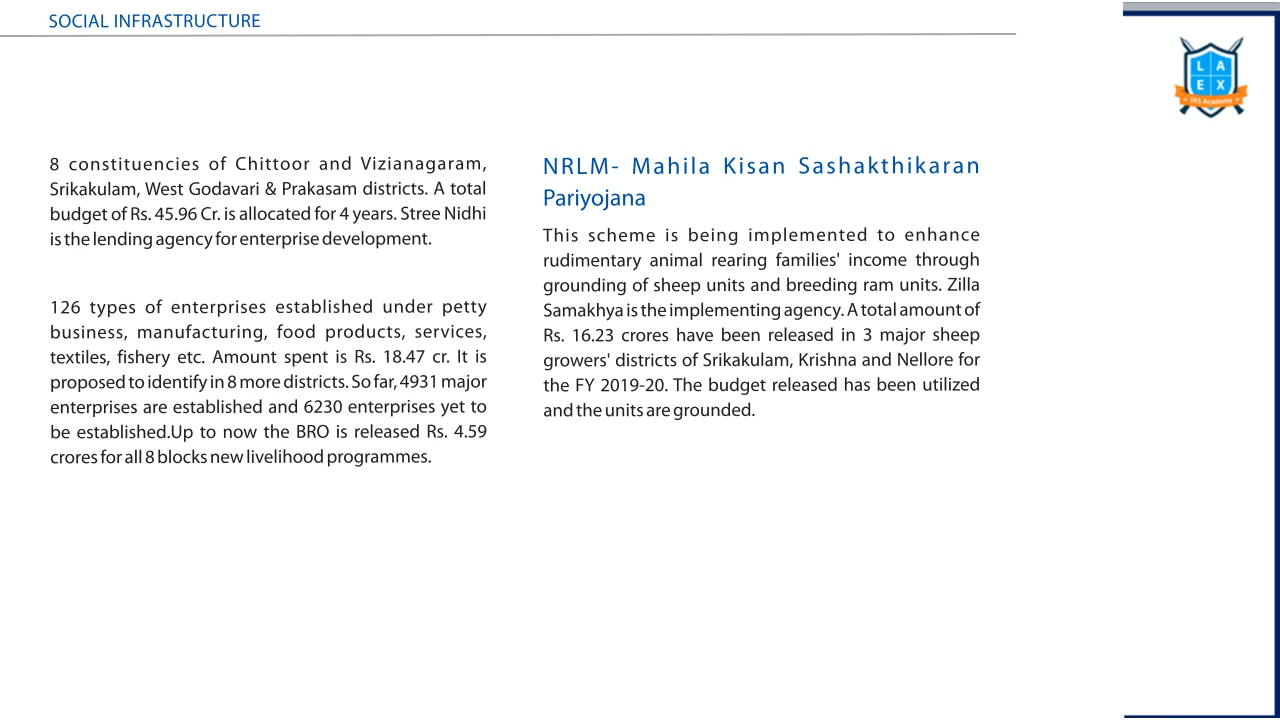 SOCIAL INFRASTRUCTURE
8 constituencies of Chittoor and Vizianagaram,
Srikakulam, West Godavari & Prakasam districts. A total
budget of Rs. 45.96 Cr. is allocated for 4 years. Stree Nidhi
is the lending agency for enterprise development.
126 types of enterprises established under petty
business, manufacturing, food products, services,
textiles, fishery etc. Amount spent is Rs. 18.47 cr. It is
proposed to identify in 8 more districts. So far, 4931 major
enterprises are established and 6230 enterprises yet to
be established.Up to now the BRO is released Rs. 4.59
crores for all 8 blocks new livelihood programmes.
NRLM- Mahila Kisan Sashakthikaran
Pariyojana
This scheme is being implemented to enhance
rudimentary animal rearing families' income through
grounding of sheep units and breeding ram units. Zilla
Samakhya is the implementing agency. A total amount of
Rs. 16.23 crores have been released in 3 major sheep
growers' districts of Srikakulam, Krishna and Nellore for
the FY 2019-20. The budget released has been utilized
and the units are grounded.
L A
E X
IAS Academy